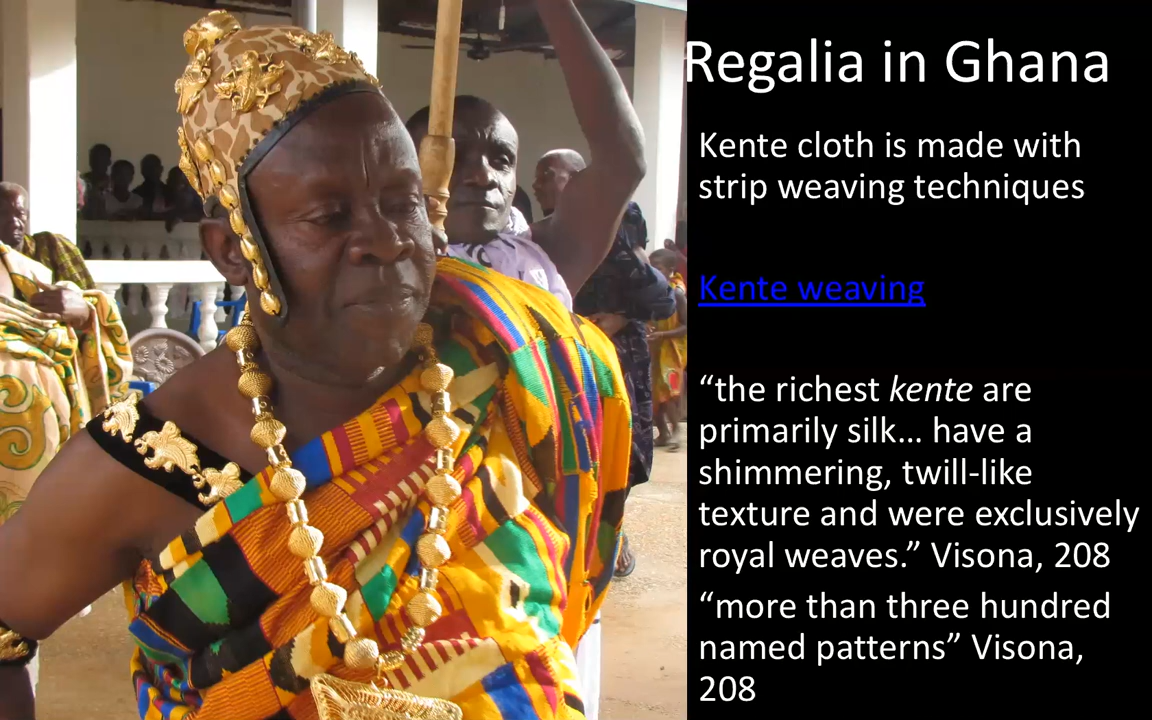 Regalia in Ghana
Kente cloth is made with
strip weaving techniques
Kente weaving
“the richest kente are
primarily silk… have a
shimmering, twill-like
texture and were exclusively
royal weaves.” Visona, 208
“more than three hundred
named patterns” Visona,
208